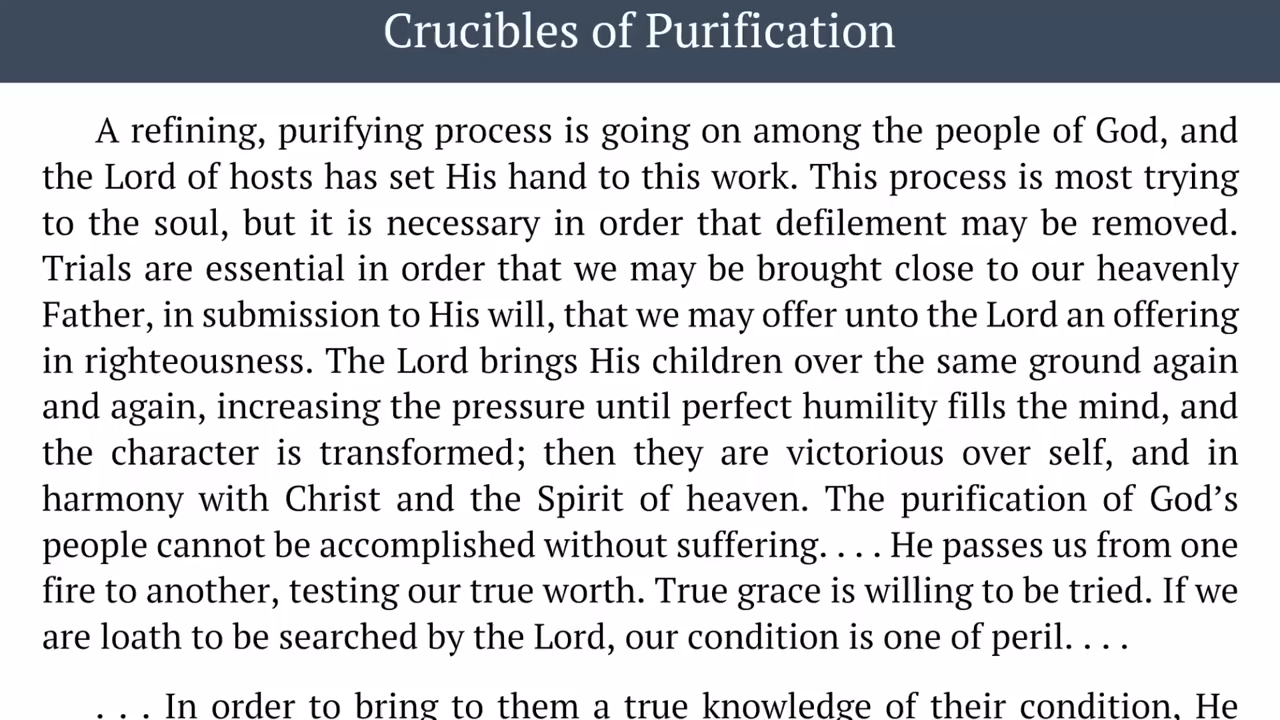 Crucibles of Purification
A refining, purifying process is going on among the people of God, and
the Lord of hosts has set His hand to this work. This process is most trying
to the soul, but it is necessary in order that defilement may be removed.
Trials are essential in order that we may be brought close to our heavenly
Father, in submission to His will, that we may offer unto the Lord an offering
in righteousness. The Lord brings His children over the same ground again
and again, increasing the pressure until perfect humility fills the mind, and
the character is transformed; then they are victorious over self, and in
harmony with Christ and the Spirit of heaven. The purification of God’s
people cannot be accomplished without suffering. . . . He passes us from one
fire to another, testing our true worth. True grace is willing to be tried. If we
are loath to be searched by the Lord, our condition is one of peril. . . .
. . . In order to bring to them a true knowledge of their condition, He